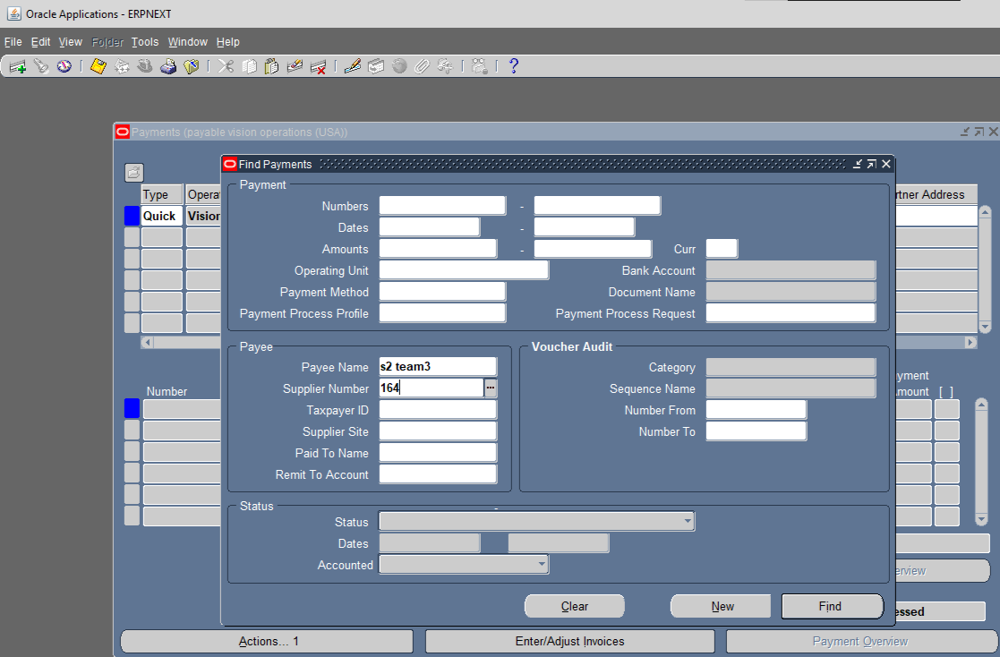 Oracle Applications - ERPNEXT
File Edit View Folder Tools Window Help
?
Payments (payable vision operations (USA))
Find Payments
Type Opera rtner Address
Quick Vision
Payment
Numbers -
Dates -
Amounts - Curr
Operating Unit Bank Account
Payment Method Document Name
Payment Process Profile Payment Process Request
Payee
Payee Name s2 team3
Supplier Number 164 ...
Taxpayer ID
Supplier Site
Paid To Name
Remit To Account
Voucher Audit
Category
Sequence Name
Number From
Number To
yment
Number mount [ ]
Status
Status
Dates
Accounted
erview
Clear New Find
essed
Actions... 1 Enter/Adjust Invoices Payment Overview